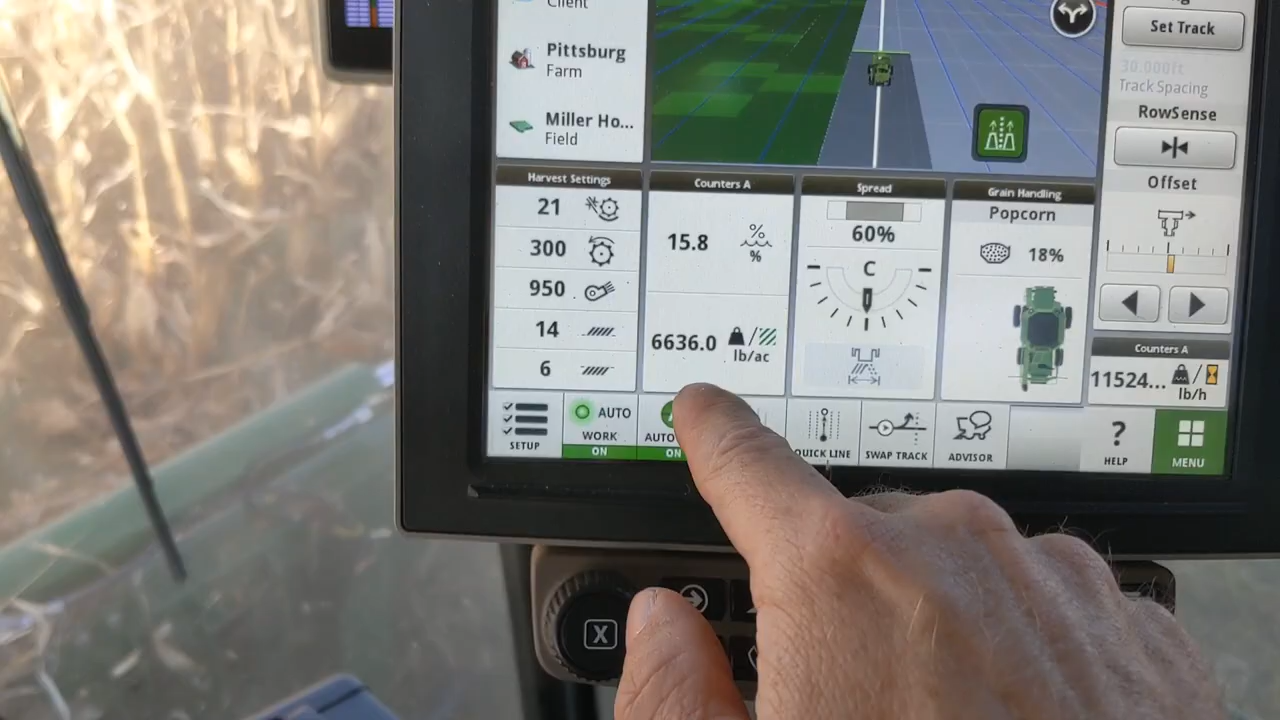 Client
Pittsburg
Farm
Miller Ho...
Field
Set Track
30.000ft
Track Spacing
RowSense
Offset
Harvest Settings
21
300
950
14
6
Counters A
15.8
%
%
6636.0
lb/ac
Spread
60%
C
Grain Handling
Popcorn
18%
Counters A
11524...
lb/h
SETUP
AUTO
WORK
ON
AUTO
ON
QUICK LINE
SWAP TRACK
ADVISOR
?
HELP
MENU
X